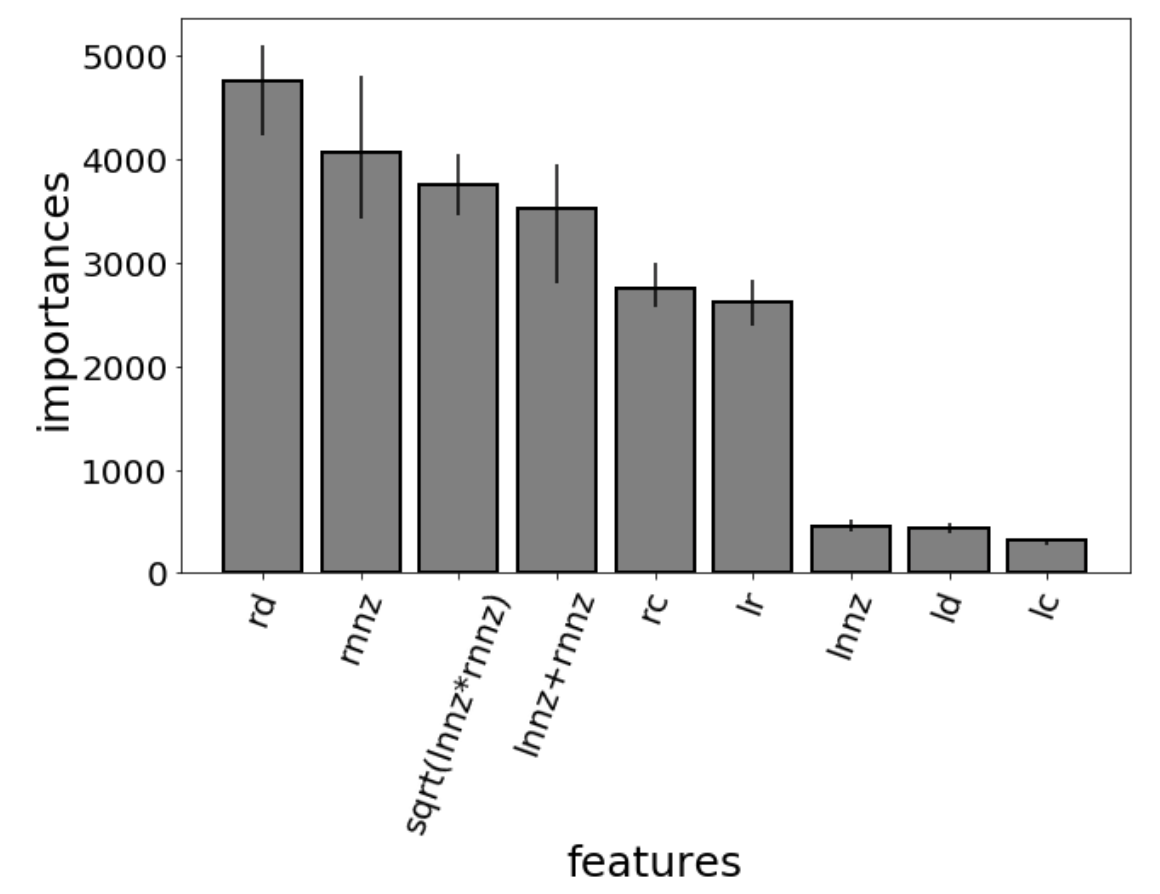 importances
5000
4000
3000
2000
1000
0
rd
rnnz
sqrt(lnnz*rnnz)
lnnz+rnnz
rc
lr
lnnz
ld
lc
features